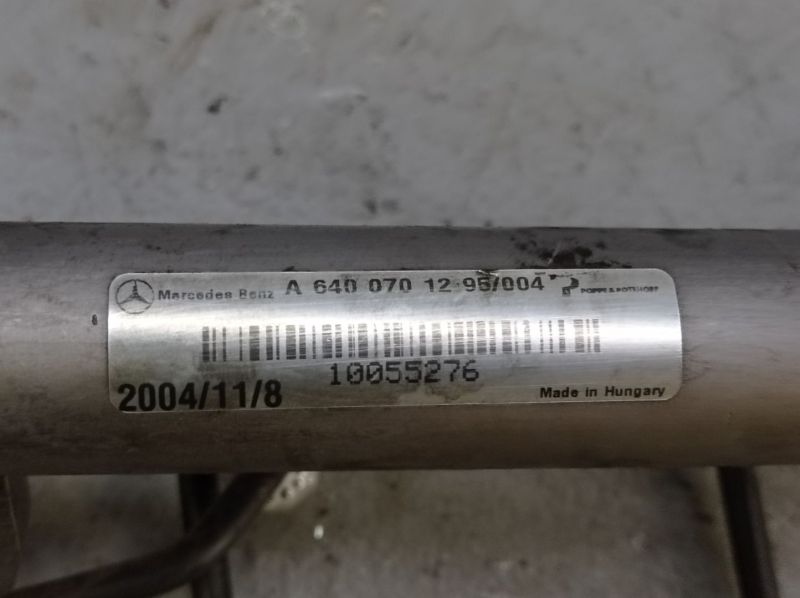 Mercedes Benz A 640 070 12 95/004 POPPE & POTTHOFF
10055276
2004/11/8 Made in Hungary